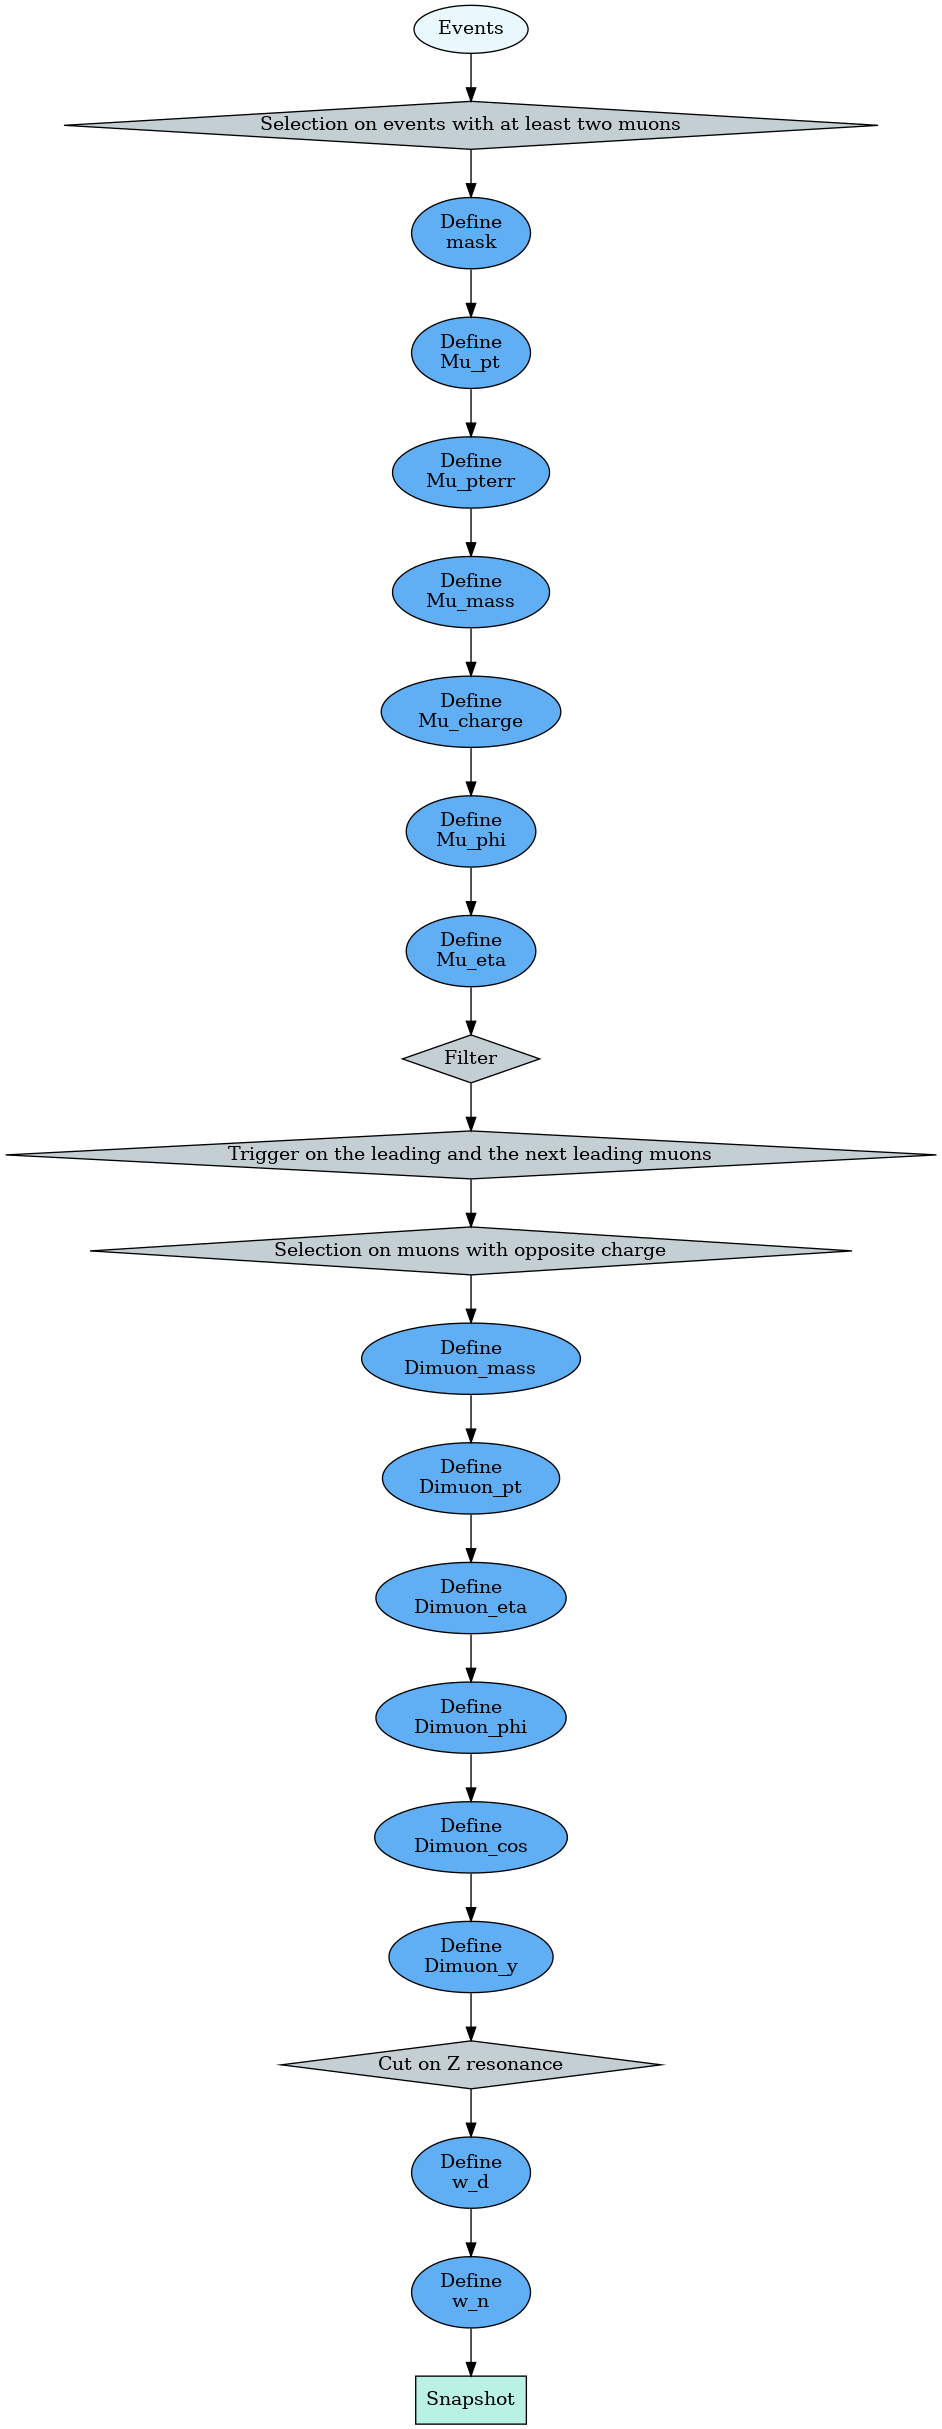 Events
Selection on events with at least two muons
Define
mask
Define
Mu_pt
Define
Mu_pterr
Define
Mu_mass
Define
Mu_charge
Define
Mu_phi
Define
Mu_eta
Filter
Trigger on the leading and the next leading muons
Selection on muons with opposite charge
Define
Dimuon_mass
Define
Dimuon_pt
Define
Dimuon_eta
Define
Dimuon_phi
Define
Dimuon_cos
Define
Dimuon_y
Cut on Z resonance
Define
w_d
Define
w_n
Snapshot